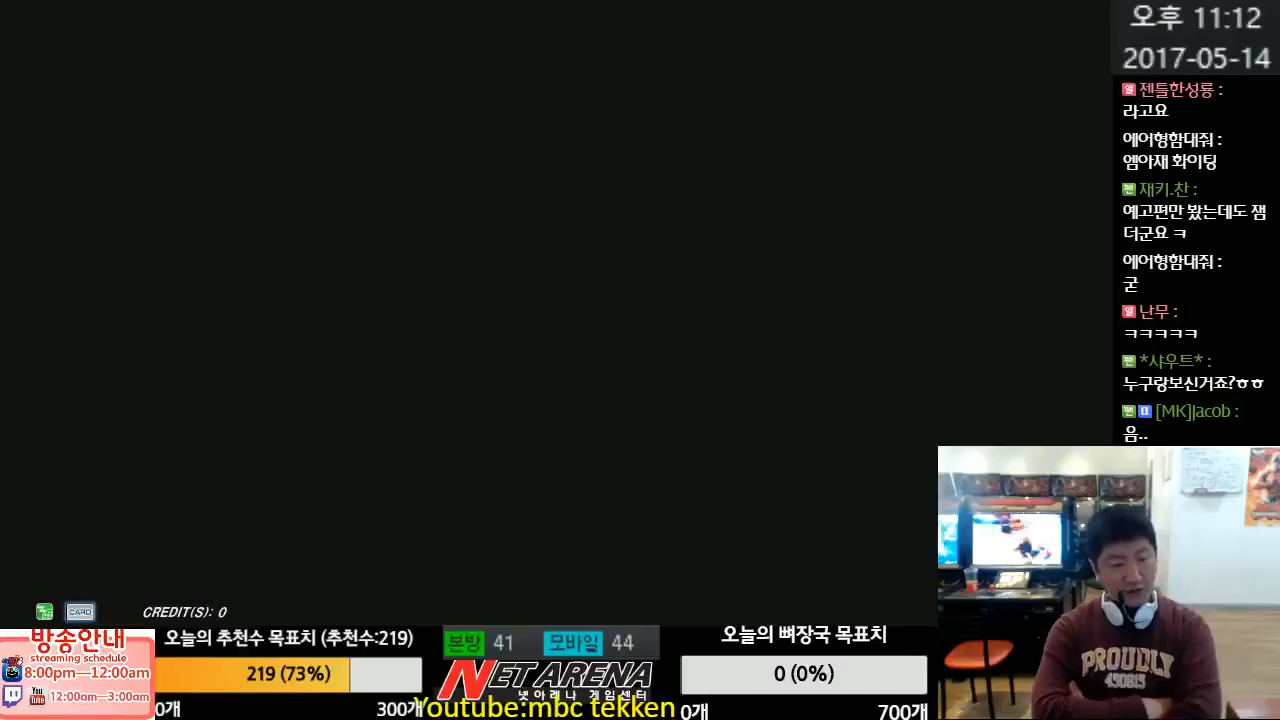 오후 11:12
2017-05-14
젠틀한성룡 :
라고요
에어형함대줘 :
엠아재 화이팅
재키.찬 :
예고편만 봤는데도 잼
더군요 ㅋ
에어형함대줘 :
굳
난무 :
ㅋㅋㅋㅋㅋ
*샤우트* :
누구랑보신거죠?ㅎㅎ
[MK]Jacob :
음..
CARD
CREDIT(S): 0
방송안내
streaming schedule
8:00pm—12:00am
12:00am—3:00am
오늘의 추천수 목표치 (추천수:219)
219 (73%)
0개
300개
본방 41 모바일 44
NET ARENA
넷아레나 게임센터
Youtube:mbc tekken
오늘의 뼈장국 목표치
0 (0%)
0개
700개
PROUDLY
490815